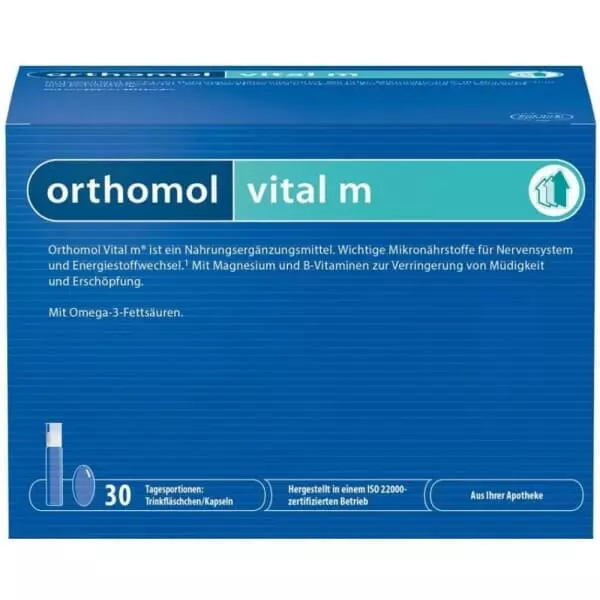 orthomol vital m
orthomol vital m
Orthomol Vital m® ist ein Nahrungsergänzungsmittel. Wichtige Mikronährstoffe für Nervensystem
und Energiestoffwechsel.¹ Mit Magnesium und B-Vitaminen zur Verringerung von Müdigkeit
und Erschöpfung.
Mit Omega-3-Fettsäuren.
30 Tagesportionen:
Trinkfläschchen/Kapseln
Hergestellt in einem ISO 22000-
zertifizierten Betrieb
Aus Ihrer Apotheke